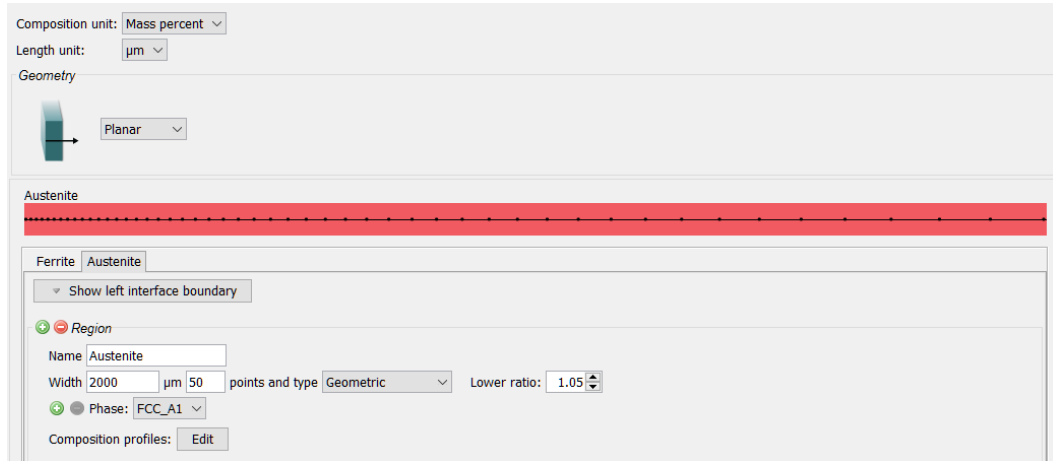 Composition unit: Mass percent
Length unit: µm
Geometry
Planar
Austenite
Ferrite Austenite
Show left interface boundary
Region
Name Austenite
Width 2000 µm 50 points and type Geometric Lower ratio: 1.05
Phase: FCC_A1
Composition profiles: Edit